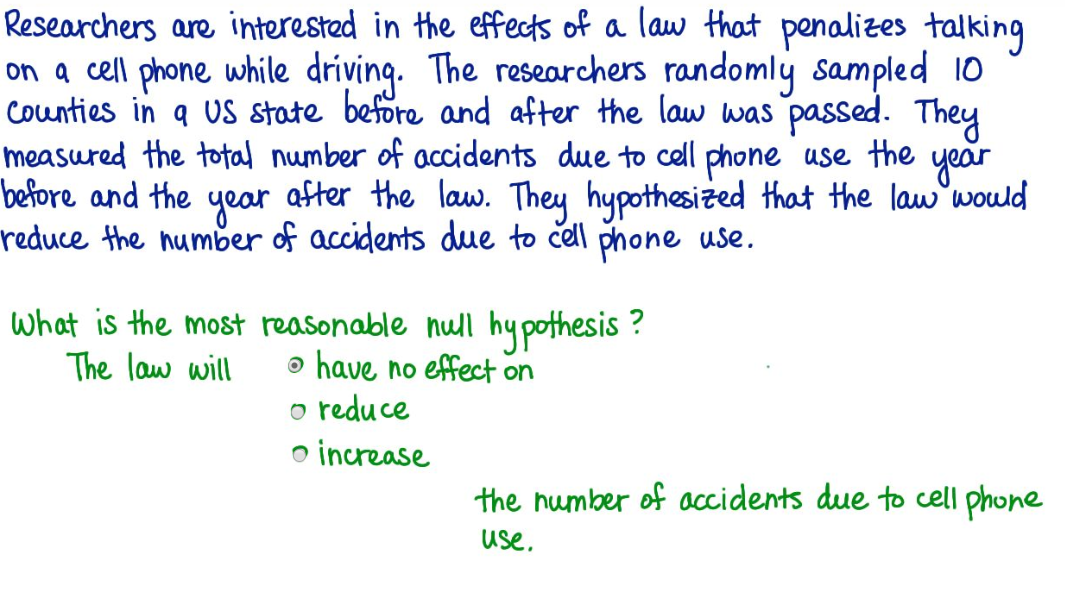 Researchers are interested in the effects of a law that penalizes talking
on a cell phone while driving. The researchers randomly sampled 10
Counties in a US state before and after the law was passed. They
measured the total number of accidents due to cell phone use the year
before and the year after the law. They hypothesized that the law would
reduce the number of accidents due to cell phone use.
What is the most reasonable null hypothesis?
The law will have no effect on
reduce
increase
the number of accidents due to cell phone
use.